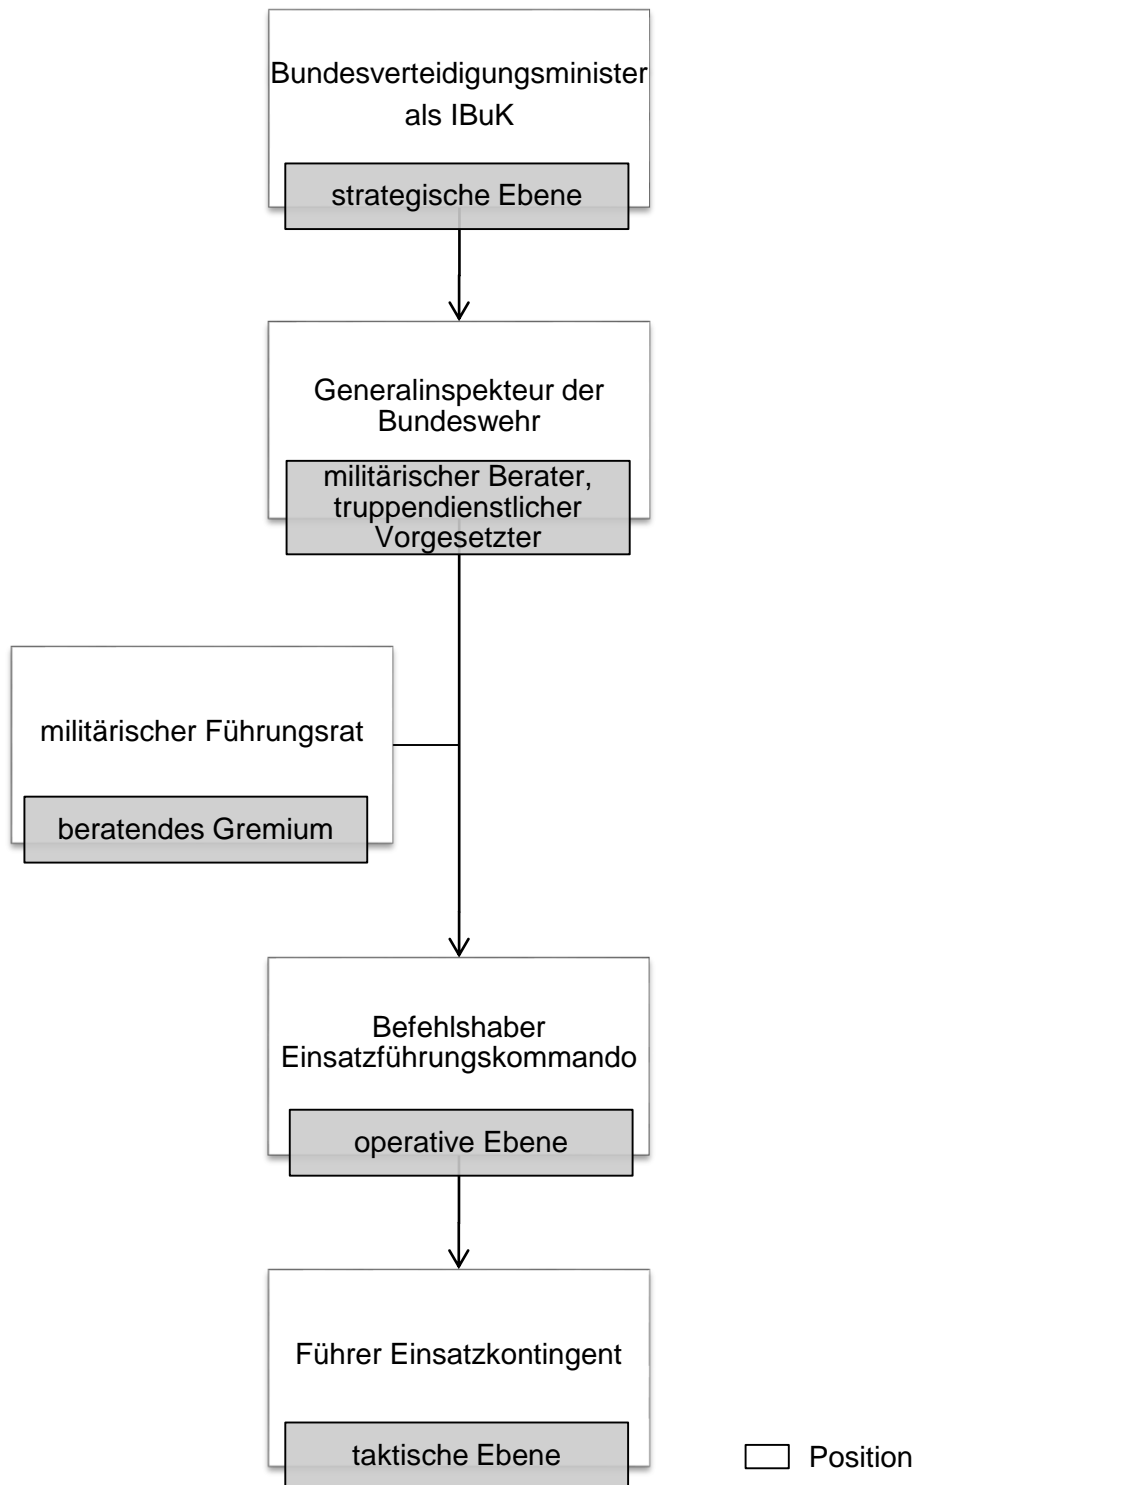 Bundesverteidigungsminister
als IBuK
strategische Ebene
Generalinspekteur der
Bundeswehr
militärischer Berater,
truppendienstlicher
Vorgesetzter
militärischer Führungsrat
beratendes Gremium
Befehlshaber
Einsatzführungskommando
operative Ebene
Führer Einsatzkontingent
taktische Ebene
Position